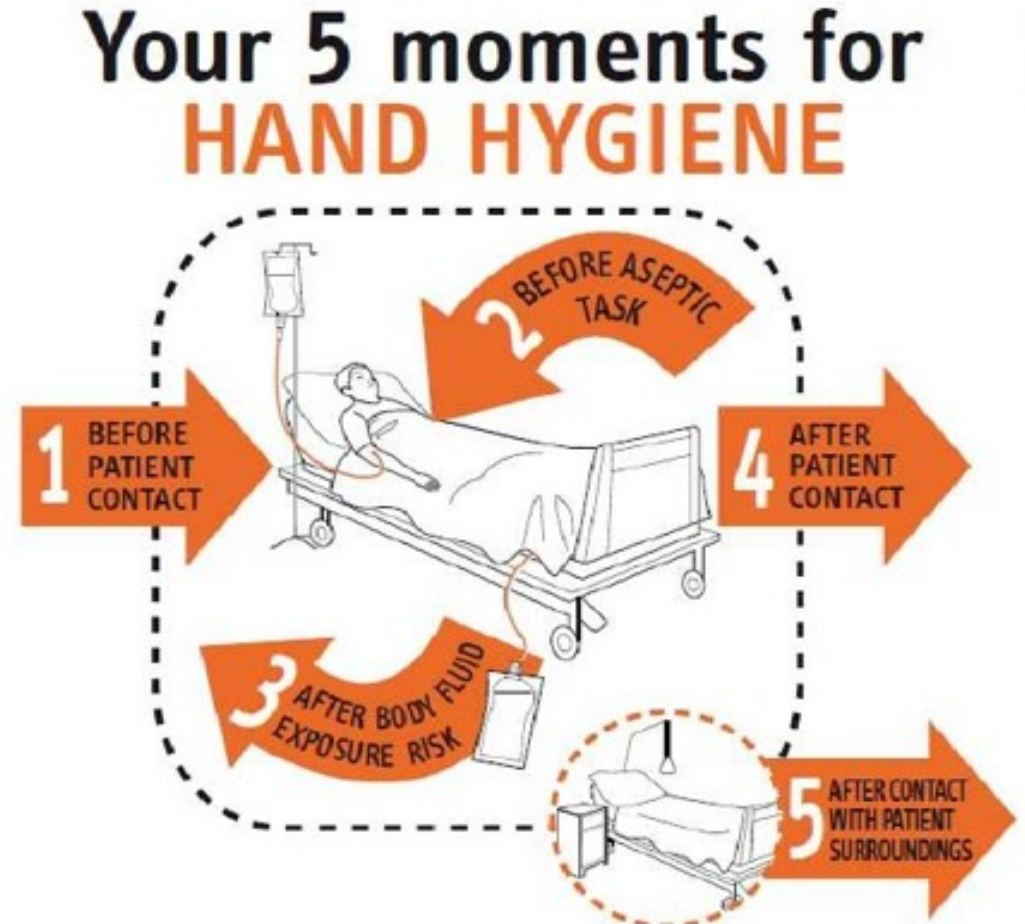 Your 5 moments for
HAND HYGIENE
1 BEFORE
PATIENT
CONTACT
2 BEFORE ASEPTIC
TASK
3 AFTER BODY FLUID
EXPOSURE RISK
4 AFTER
PATIENT
CONTACT
5 AFTER CONTACT
WITH PATIENT
SURROUNDINGS